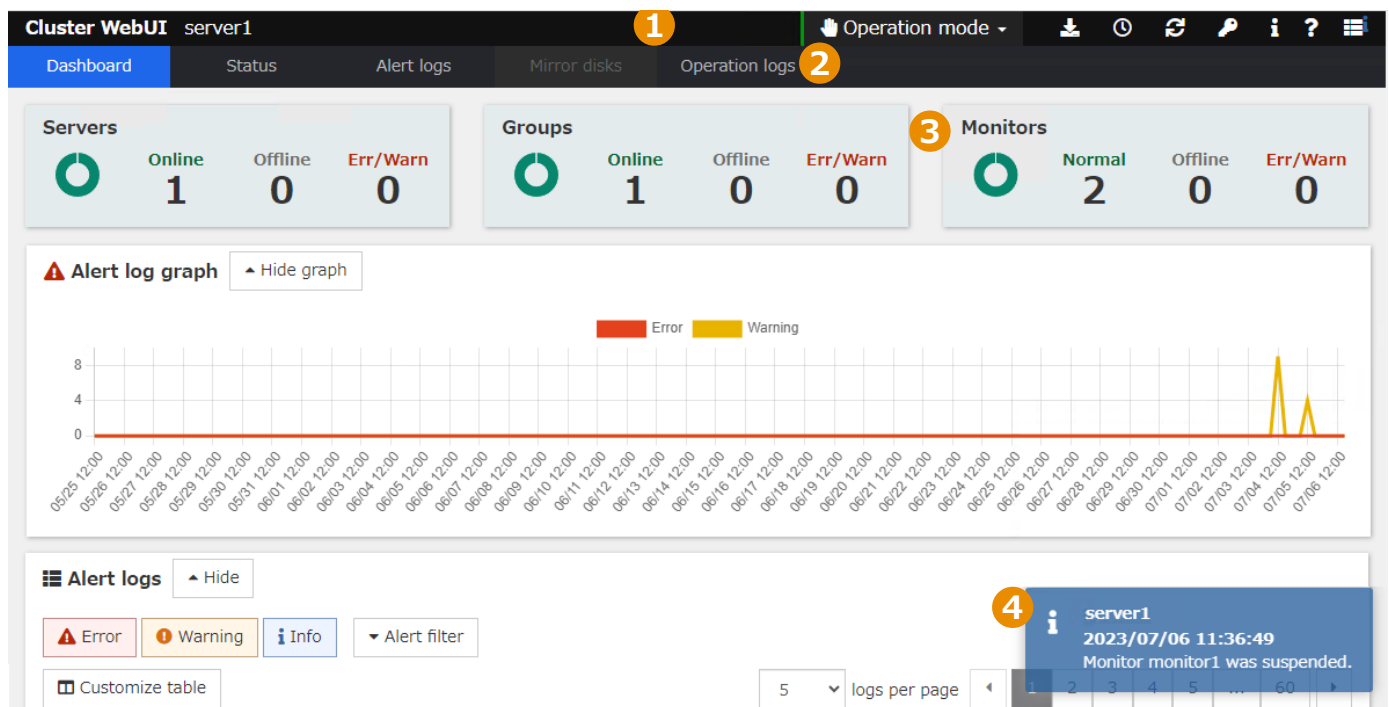 Cluster WebUI server1 1 Operation mode i ? i
Dashboard Status Alert logs Mirror disks Operation logs 2
Servers
Online Offline Err/Warn
1 0 0
Groups
Online Offline Err/Warn
1 0 0
3 Monitors
Normal Offline Err/Warn
2 0 0
Alert log graph Hide graph
Error Warning
8
4
0
05/25 12:00 05/26 12:00 05/27 12:00 05/28 12:00 05/29 12:00 05/30 12:00 05/31 12:00 06/01 12:00 06/02 12:00 06/03 12:00 06/04 12:00 06/05 12:00 06/06 12:00 06/07 12:00 06/08 12:00 06/09 12:00 06/10 12:00 06/11 12:00 06/12 12:00 06/13 12:00 06/14 12:00 06/15 12:00 06/16 12:00 06/17 12:00 06/18 12:00 06/19 12:00 06/20 12:00 06/21 12:00 06/22 12:00 06/23 12:00 06/24 12:00 06/25 12:00 06/26 12:00 06/27 12:00 06/28 12:00 06/29 12:00 06/30 12:00 07/01 12:00 07/02 12:00 07/03 12:00 07/04 12:00 07/05 12:00 07/06 12:00
Alert logs Hide
Error Warning i Info Alert filter
Customize table
4 i server1
2023/07/06 11:36:49
Monitor monitor1 was suspended.
5 logs per page 1 2 3 4 5 ... 60